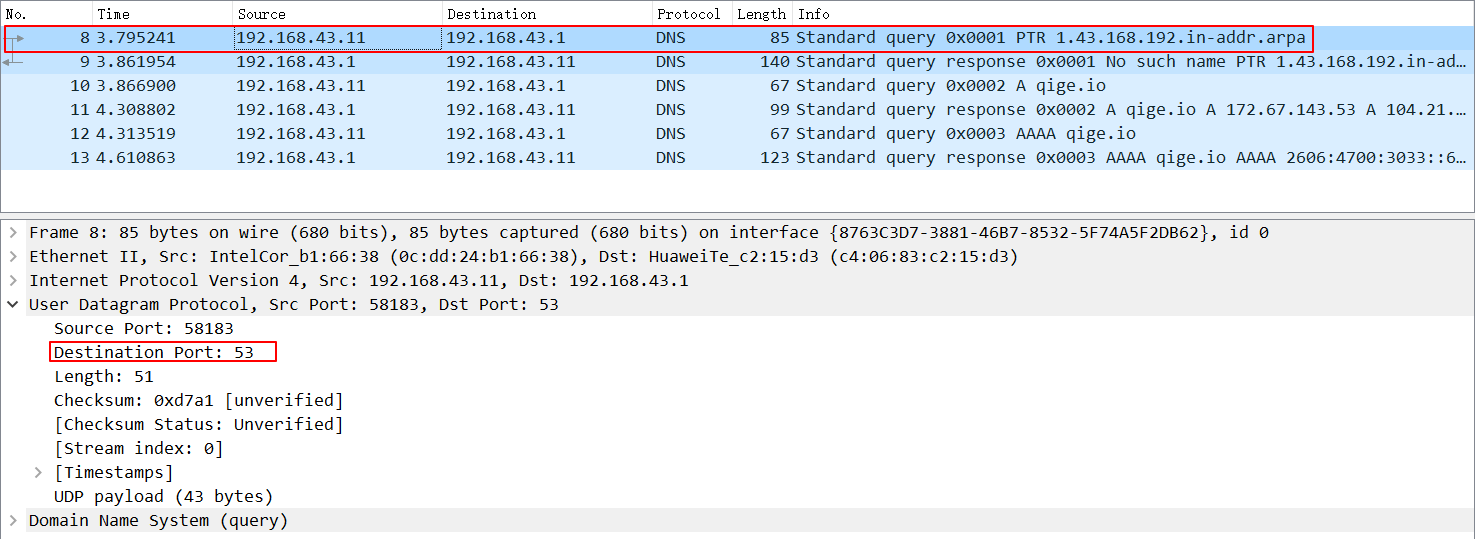 No. Time Source Destination Protocol Length Info
8 3.795241 192.168.43.11 192.168.43.1 DNS 85 Standard query 0x0001 PTR 1.43.168.192.in-addr.arpa
9 3.861954 192.168.43.1 192.168.43.11 DNS 140 Standard query response 0x0001 No such name PTR 1.43.168.192.in-ad…
10 3.866900 192.168.43.11 192.168.43.1 DNS 67 Standard query 0x0002 A qige.io
11 4.308802 192.168.43.1 192.168.43.11 DNS 99 Standard query response 0x0002 A qige.io A 172.67.143.53 A 104.21.…
12 4.313519 192.168.43.11 192.168.43.1 DNS 67 Standard query 0x0003 AAAA qige.io
13 4.610863 192.168.43.1 192.168.43.11 DNS 123 Standard query response 0x0003 AAAA qige.io AAAA 2606:4700:3033::6…
Frame 8: 85 bytes on wire (680 bits), 85 bytes captured (680 bits) on interface {8763C3D7-3881-46B7-8532-5F74A5F2DB62}, id 0
Ethernet II, Src: IntelCor_b1:66:38 (0c:dd:24:b1:66:38), Dst: HuaweiTe_c2:15:d3 (c4:06:83:c2:15:d3)
Internet Protocol Version 4, Src: 192.168.43.11, Dst: 192.168.43.1
User Datagram Protocol, Src Port: 58183, Dst Port: 53
Source Port: 58183
Destination Port: 53
Length: 51
Checksum: 0xd7a1 [unverified]
[Checksum Status: Unverified]
[Stream index: 0]
[Timestamps]
UDP payload (43 bytes)
Domain Name System (query)